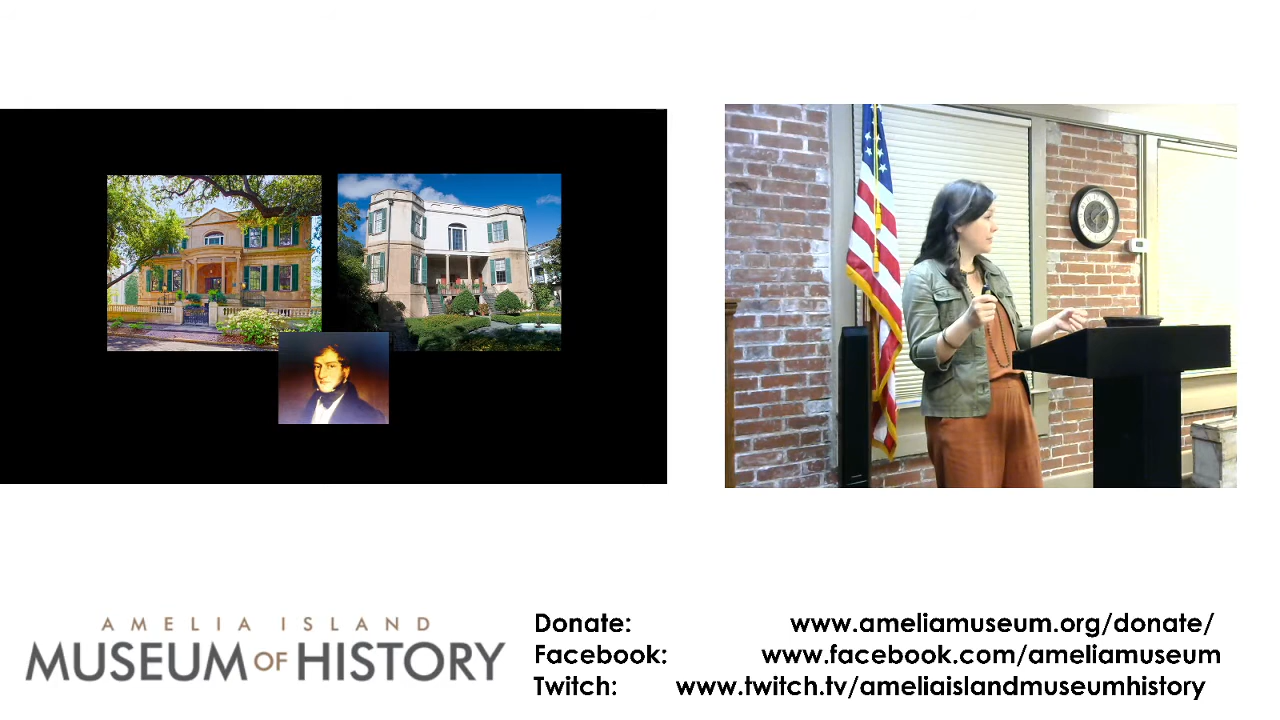 AMELIA ISLAND
MUSEUM OF HISTORY
Donate: www.ameliamuseum.org/donate/
Facebook: www.facebook.com/ameliamuseum
Twitch: www.twitch.tv/ameliaislandmuseumhistory